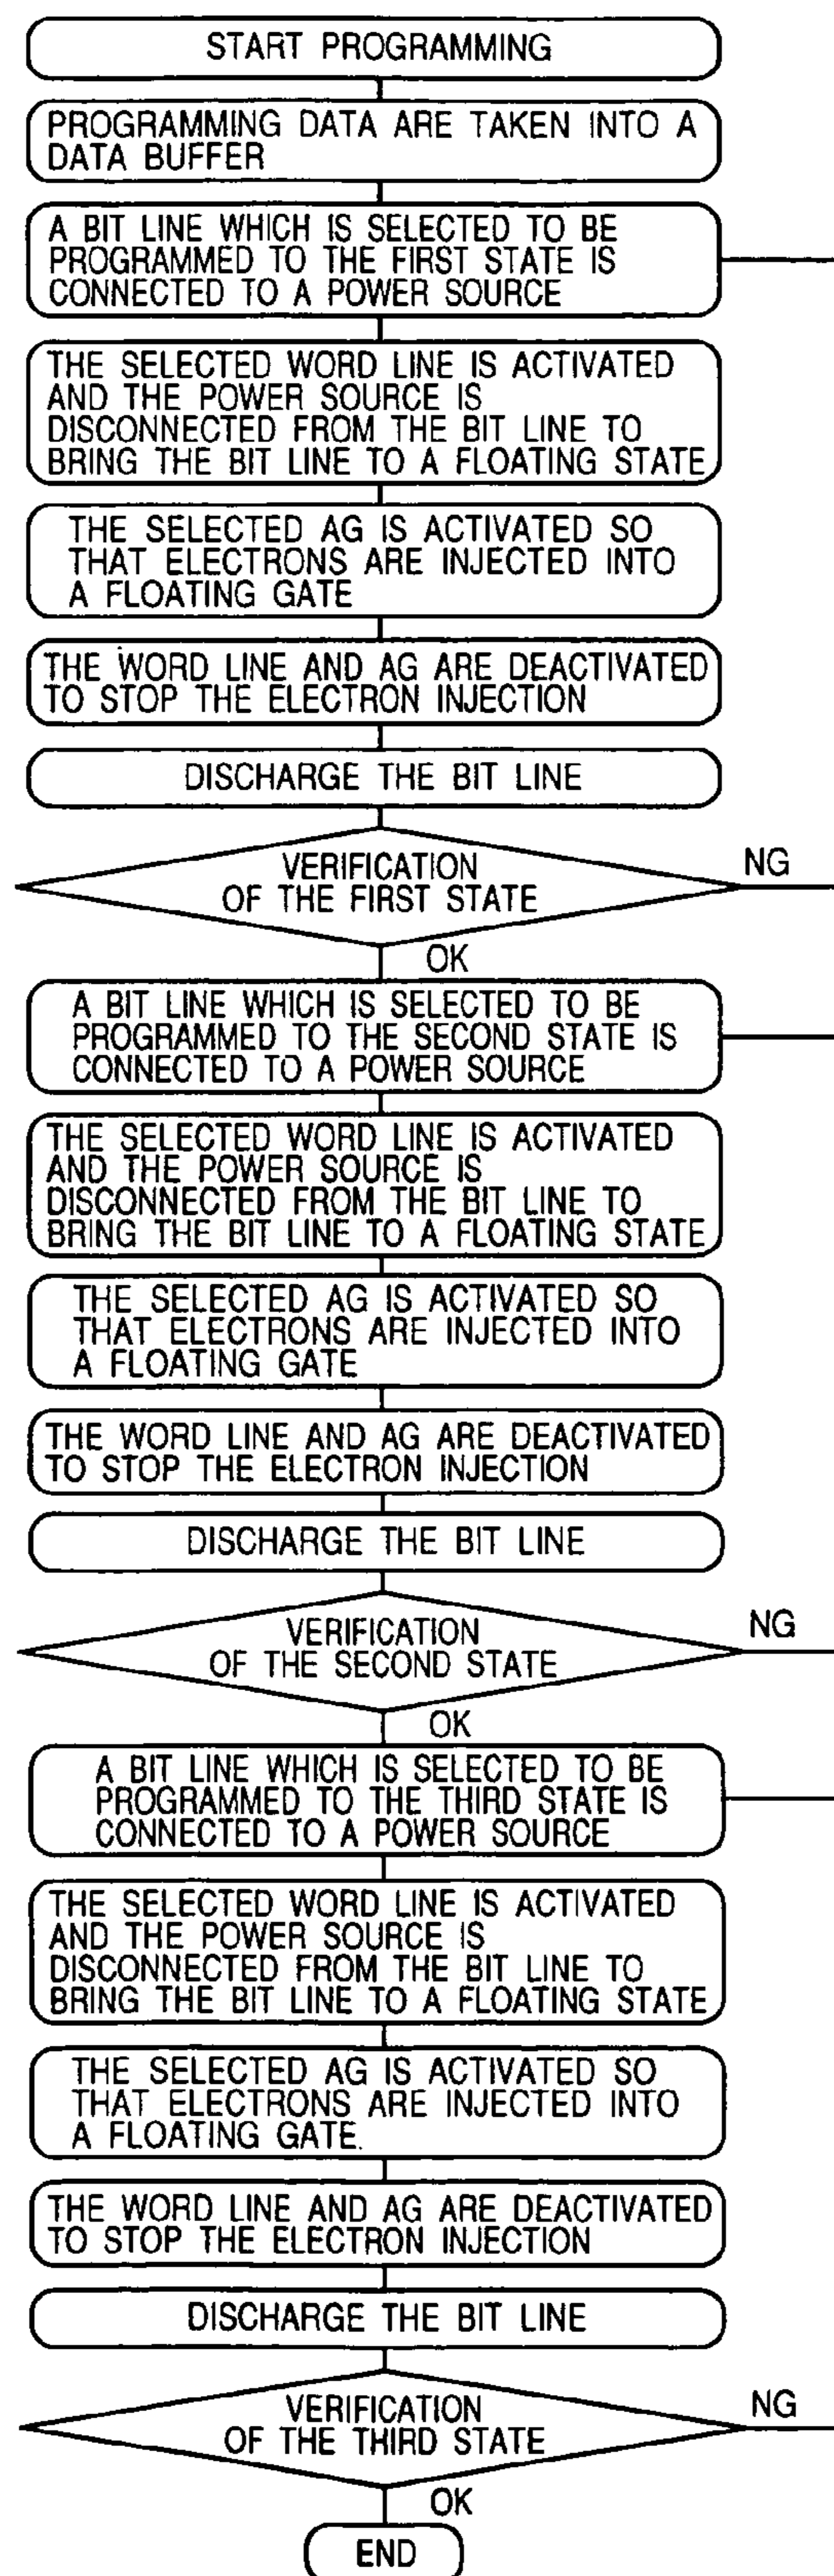 START PROGRAMMING
PROGRAMMING DATA ARE TAKEN INTO A
DATA BUFFER
A BIT LINE WHICH IS SELECTED TO BE
PROGRAMMED TO THE FIRST STATE IS
CONNECTED TO A POWER SOURCE
THE SELECTED WORD LINE IS ACTIVATED
AND THE POWER SOURCE IS
DISCONNECTED FROM THE BIT LINE TO
BRING THE BIT LINE TO A FLOATING STATE
THE SELECTED AG IS ACTIVATED SO
THAT ELECTRONS ARE INJECTED INTO
A FLOATING GATE
THE WORD LINE AND AG ARE DEACTIVATED
TO STOP THE ELECTRON INJECTION
DISCHARGE THE BIT LINE
VERIFICATION
OF THE FIRST STATE
NG
OK
A BIT LINE WHICH IS SELECTED TO BE
PROGRAMMED TO THE SECOND STATE IS
CONNECTED TO A POWER SOURCE
THE SELECTED WORD LINE IS ACTIVATED
AND THE POWER SOURCE IS
DISCONNECTED FROM THE BIT LINE TO
BRING THE BIT LINE TO A FLOATING STATE
THE SELECTED AG IS ACTIVATED SO
THAT ELECTRONS ARE INJECTED INTO
A FLOATING GATE
THE WORD LINE AND AG ARE DEACTIVATED
TO STOP THE ELECTRON INJECTION
DISCHARGE THE BIT LINE
VERIFICATION
OF THE SECOND STATE
NG
OK
A BIT LINE WHICH IS SELECTED TO BE
PROGRAMMED TO THE THIRD STATE IS
CONNECTED TO A POWER SOURCE
THE SELECTED WORD LINE IS ACTIVATED
AND THE POWER SOURCE IS
DISCONNECTED FROM THE BIT LINE TO
BRING THE BIT LINE TO A FLOATING STATE
THE SELECTED AG IS ACTIVATED SO
THAT ELECTRONS ARE INJECTED INTO
A FLOATING GATE.
THE WORD LINE AND AG ARE DEACTIVATED
TO STOP THE ELECTRON INJECTION
DISCHARGE THE BIT LINE
VERIFICATION
OF THE THIRD STATE
NG
OK
END